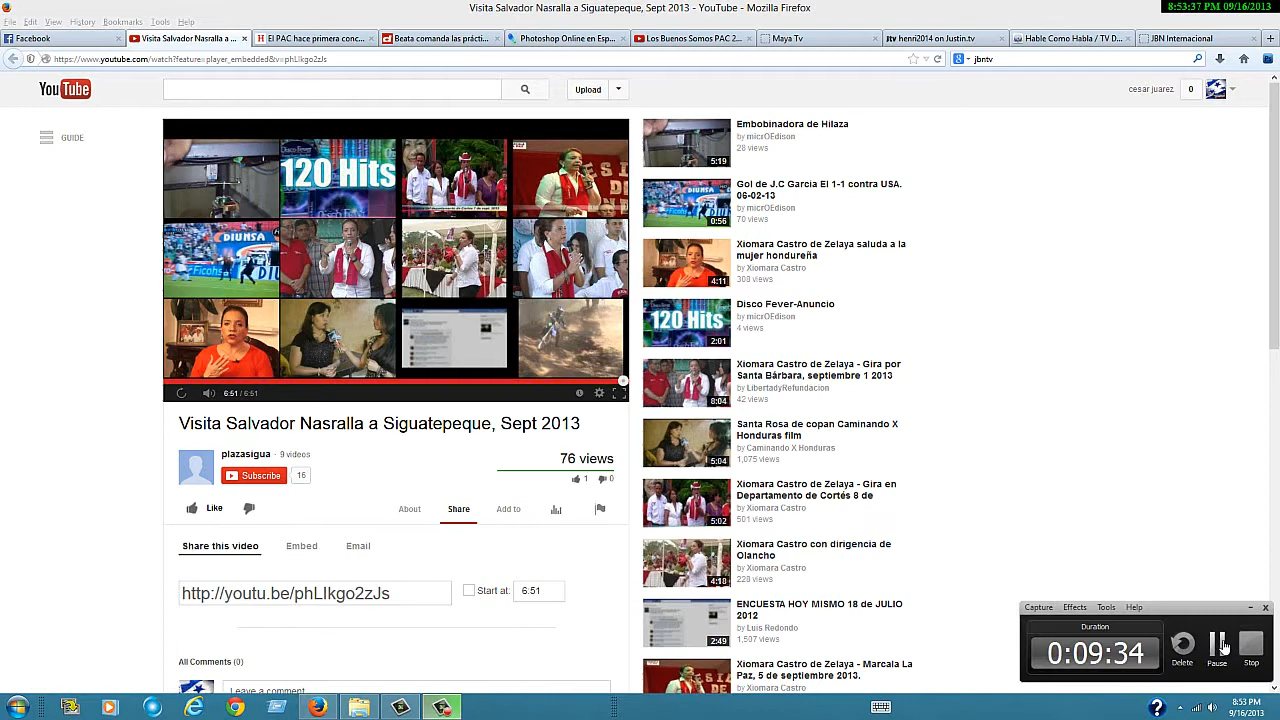 Visita Salvador Nasralla a Siguatepeque, Sept 2013 - YouTube - Mozilla Firefox
8:53:37 PM 09/16/2013
File Edit View History Bookmarks Tools Help
Facebook
Visita Salvador Nasralla a ...
El PAC hace primera conc...
Beata comanda las prácti...
Photoshop Online en Esp...
Los Buenos Somos PAC 2...
Maya Tv
henri2014 on Justin.tv
Hable Como Habla / TV D...
JBN Internacional
https://www.youtube.com/watch?feature=player_embedded&v=phLIkgo2zJs
jbntv
YouTube
Upload
cesar juarez
0
GUIDE
120 Hits
DIUNSA
Ficohsa
6:51 / 6:51
Visita Salvador Nasralla a Siguatepeque, Sept 2013
plazasigua · 9 videos
Subscribe 16
76 views
1 0
Like
About Share Add to
Share this video Embed Email
http://youtu.be/phLIkgo2zJs
Start at: 6:51
All Comments (0)
Leave a comment
5:19
Embobinadora de Hilaza
by micrOEdison
28 views
0:56
Gol de J.C Garcia El 1-1 contra USA.
06-02-13
by micrOEdison
70 views
4:11
Xiomara Castro de Zelaya saluda a la
mujer hondureña
by Xiomara Castro
308 views
120 Hits
2:01
Disco Fever-Anuncio
by micrOEdison
4 views
8:04
Xiomara Castro de Zelaya - Gira por
Santa Bárbara, septiembre 1 2013
by LibertadyRefundacion
42 views
5:04
Santa Rosa de copan Caminando X
Honduras film
by Caminando X Honduras
1,075 views
5:02
Xiomara Castro de Zelaya - Gira en
Departamento de Cortés 8 de
by Xiomara Castro
501 views
4:18
Xiomara Castro con dirigencia de
Olancho
by Xiomara Castro
228 views
2:49
ENCUESTA HOY MISMO 18 de JULIO
2012
by Luis Redondo
1,507 views
Xiomara Castro de Zelaya - Marcala La
Paz, 5 de septiembre 2013.
by Xiomara Castro
Capture Effects Tools Help
Duration
0:09:34
Delete Pause Stop
8:53 PM
9/16/2013